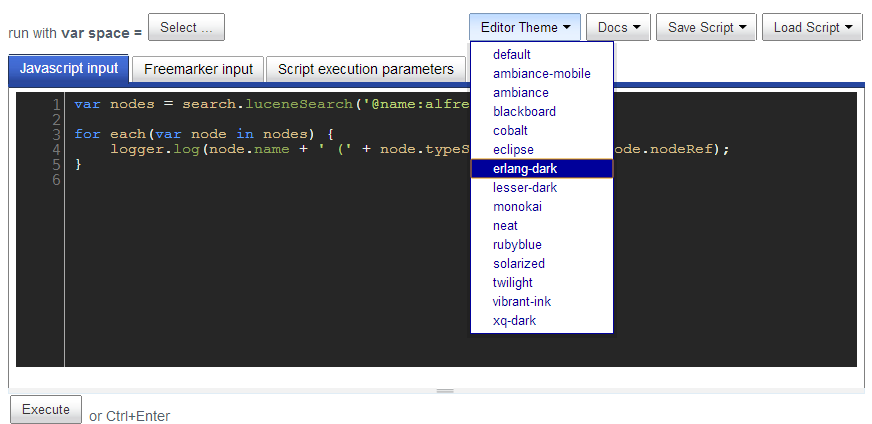 run with var space = Select ... Editor Theme Docs Save Script Load Script
Javascript input Freemarker input Script execution parameters
default
ambiance-mobile
ambiance
blackboard
cobalt
eclipse
erlang-dark
lesser-dark
monokai
neat
rubyblue
solarized
twilight
vibrant-ink
xq-dark
1 var nodes = search.luceneSearch('@name:alfre
2
3 for each(var node in nodes) {
4 logger.log(node.name + ' (' + node.typeS ode.nodeRef);
5 }
6
Execute or Ctrl+Enter